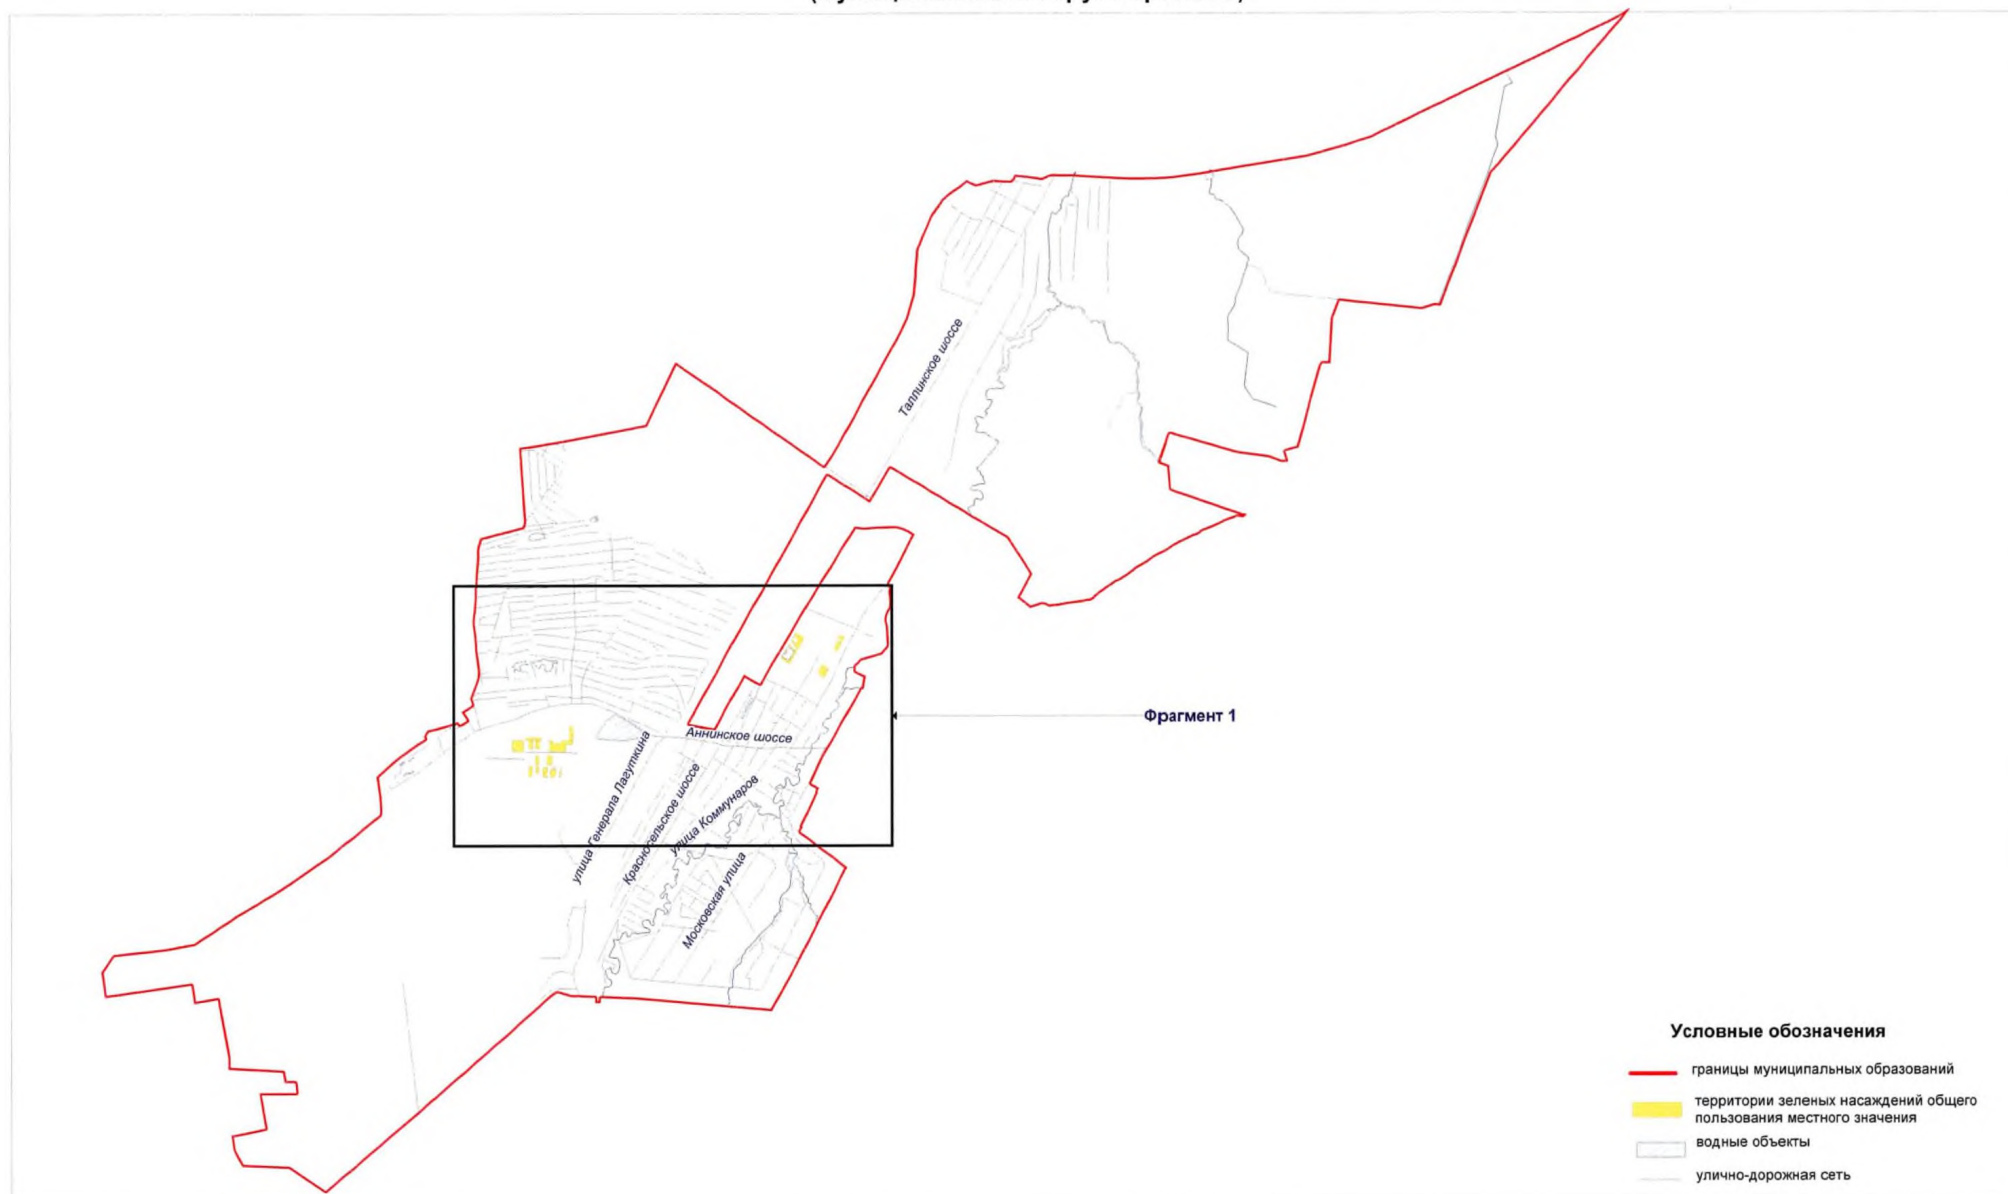 Таллинское шоссе
Фрагмент 1
Аннинское шоссе
улица Генерала Лагуткина
Красносельское шоссе
улица Коммунаров
Московская улица
Условные обозначения
границы муниципальных образований
территории зеленых насаждений общего
пользования местного значения
водные объекты
улично-дорожная сеть